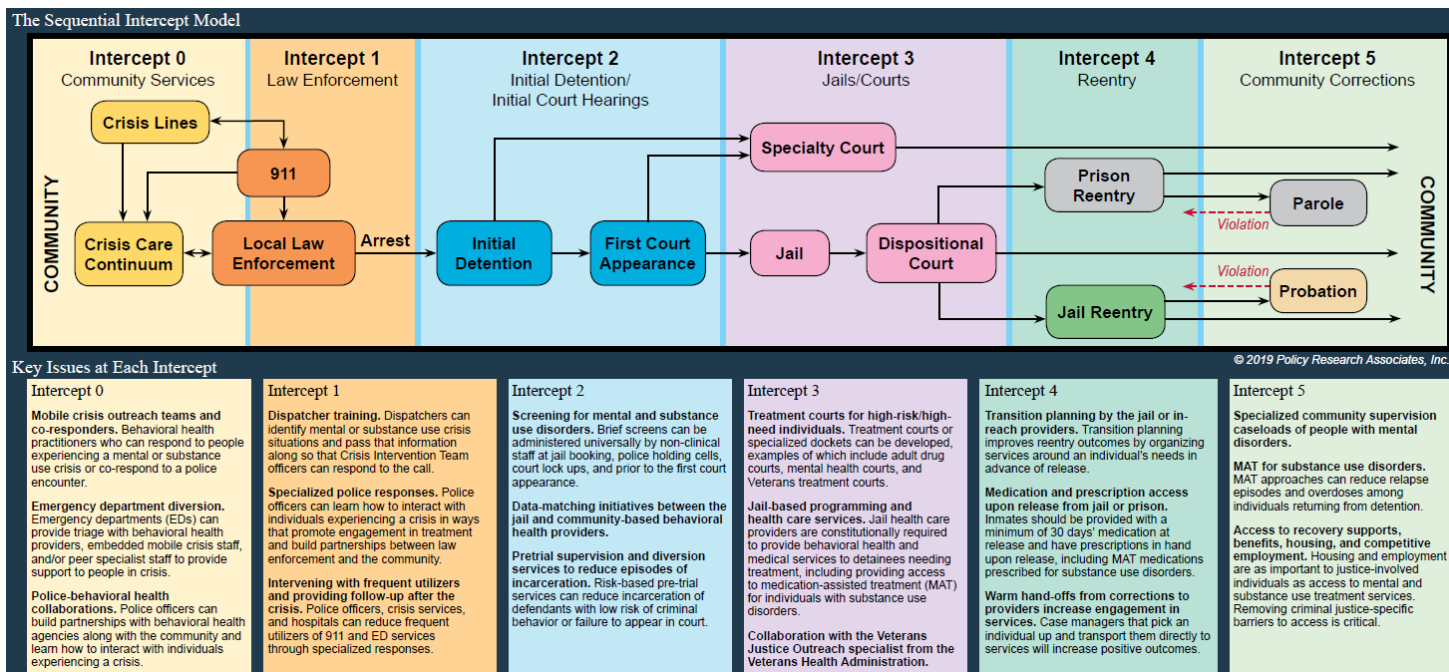 The Sequential Intercept Model
Intercept 0
Community Services
Intercept 1
Law Enforcement
Intercept 2
Initial Detention/
Initial Court Hearings
Intercept 3
Jails/Courts
Intercept 4
Reentry
Intercept 5
Community Corrections
COMMUNITY
Crisis Lines
911
Crisis Care
Continuum
Local Law
Enforcement
Arrest
Initial
Detention
First Court
Appearance
Specialty Court
Jail
Dispositional
Court
Prison
Reentry
Parole
Violation
Violation
Probation
Jail Reentry
COMMUNITY
© 2019 Policy Research Associates, Inc.
Key Issues at Each Intercept
Intercept 0
Mobile crisis outreach teams and
co-responders. Behavioral health
practitioners who can respond to people
experiencing a mental or substance
use crisis or co-respond to a police
encounter.
Emergency department diversion.
Emergency departments (EDs) can
provide triage with behavioral health
providers, embedded mobile crisis staff,
and/or peer specialist staff to provide
support to people in crisis.
Police-behavioral health
collaborations. Police officers can
build partnerships with behavioral health
agencies along with the community and
learn how to interact with individuals
experiencing a crisis.
Intercept 1
Dispatcher training. Dispatchers can
identify mental or substance use crisis
situations and pass that information
along so that Crisis Intervention Team
officers can respond to the call.
Specialized police responses. Police
officers can learn how to interact with
individuals experiencing a crisis in ways
that promote engagement in treatment
and build partnerships between law
enforcement and the community.
Intervening with frequent utilizers
and providing follow-up after the
crisis. Police officers, crisis services,
and hospitals can reduce frequent
utilizers of 911 and ED services
through specialized responses.
Intercept 2
Screening for mental and substance
use disorders. Brief screens can be
administered universally by non-clinical
staff at jail booking, police holding cells,
court lock ups, and prior to the first court
appearance.
Data-matching initiatives between the
jail and community-based behavioral
health providers.
Pretrial supervision and diversion
services to reduce episodes of
incarceration. Risk-based pre-trial
services can reduce incarceration of
defendants with low risk of criminal
behavior or failure to appear in court.
Intercept 3
Treatment courts for high-risk/high-
need individuals. Treatment courts or
specialized dockets can be developed,
examples of which include adult drug
courts, mental health courts, and
Veterans treatment courts.
Jail-based programming and
health care services. Jail health care
providers are constitutionally required
to provide behavioral health and
medical services to detainees needing
treatment, including providing access
to medication-assisted treatment (MAT)
for individuals with substance use
disorders.
Collaboration with the Veterans
Justice Outreach specialist from the
Veterans Health Administration.
Intercept 4
Transition planning by the jail or in-
reach providers. Transition planning
improves reentry outcomes by organizing
services around an individual's needs in
advance of release.
Medication and prescription access
upon release from jail or prison.
Inmates should be provided with a
minimum of 30 days' medication at
release and have prescriptions in hand
upon release, including MAT medications
prescribed for substance use disorders.
Warm hand-offs from corrections to
providers increase engagement in
services. Case managers that pick an
individual up and transport them directly to
services will increase positive outcomes.
Intercept 5
Specialized community supervision
caseloads of people with mental
disorders.
MAT for substance use disorders.
MAT approaches can reduce relapse
episodes and overdoses among
individuals returning from detention.
Access to recovery supports,
benefits, housing, and competitive
employment. Housing and employment
are as important to justice-involved
individuals as access to mental and
substance use treatment services.
Removing criminal justice-specific
barriers to access is critical.